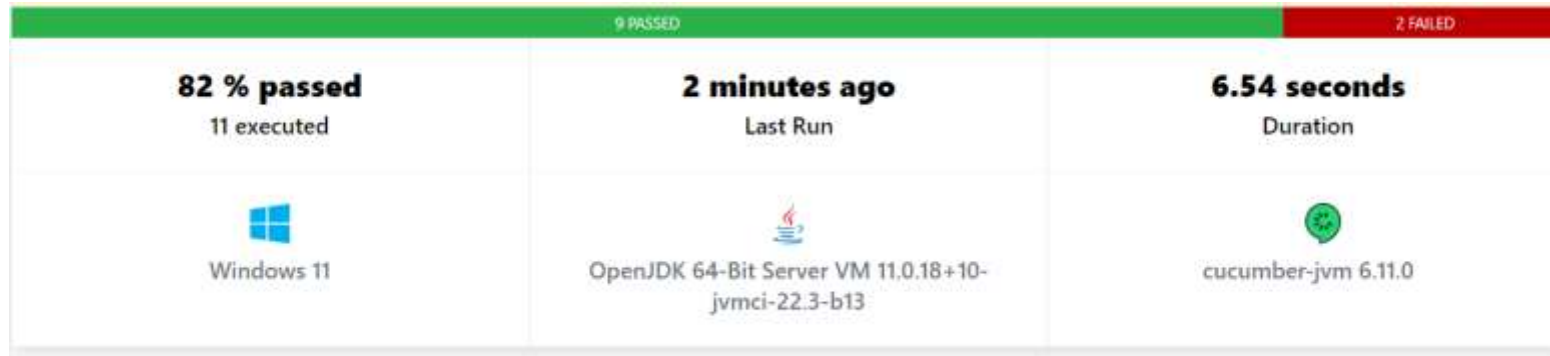 9 PASSED
2 FAILED
82 % passed
11 executed
2 minutes ago
Last Run
6.54 seconds
Duration
Windows 11
OpenJDK 64-Bit Server VM 11.0.18+10-
jvmci-22.3-b13
cucumber-jvm 6.11.0